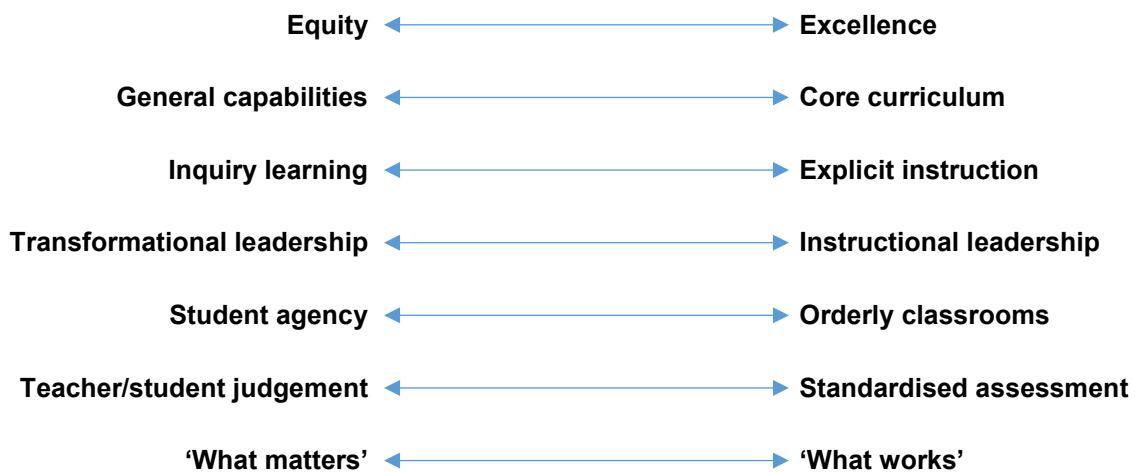 Equity Excellence
General capabilities Core curriculum
Inquiry learning Explicit instruction
Transformational leadership Instructional leadership
Student agency Orderly classrooms
Teacher/student judgement Standardised assessment
‘What matters’ ‘What works’